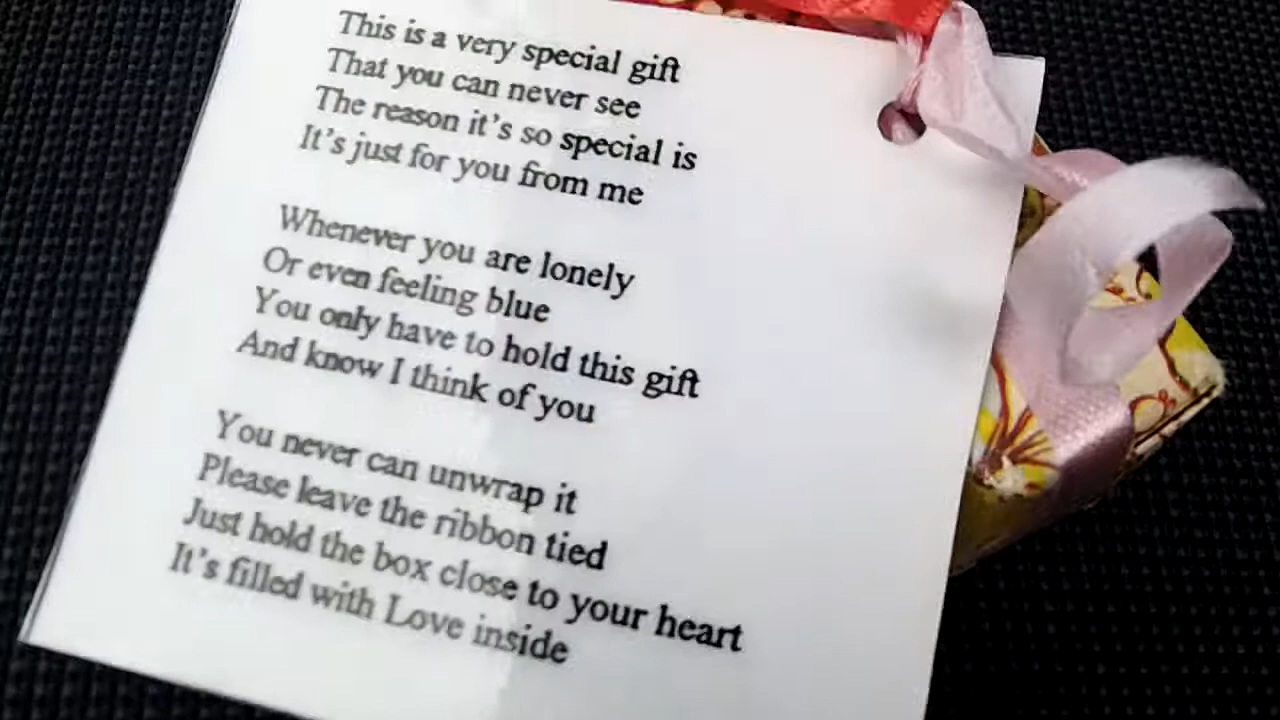 This is a very special gift
That you can never see
The reason it's so special is
It's just for you from me
Whenever you are lonely
Or even feeling blue
You only have to hold this gift
And know I think of you
You never can unwrap it
Please leave the ribbon tied
Just hold the box close to your heart
It's filled with Love inside